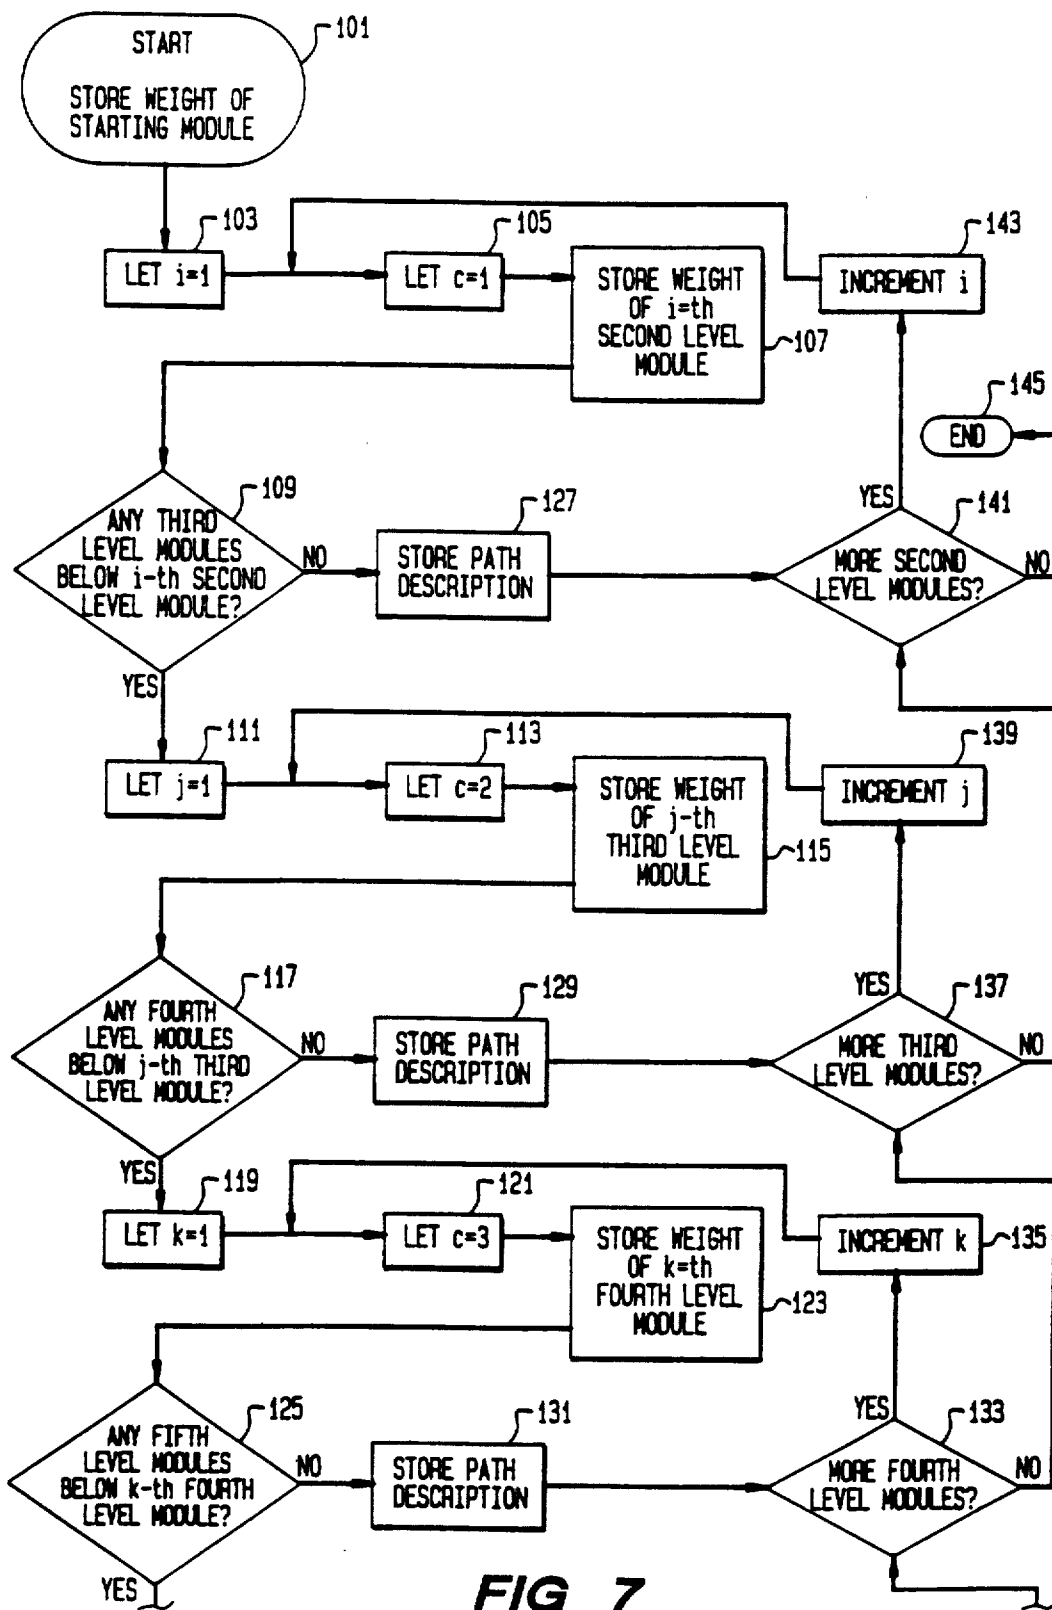 START
STORE WEIGHT OF
STARTING MODULE
101
103
LET i=1
105
LET c=1
STORE WEIGHT
OF i=th
SECOND LEVEL
MODULE
107
143
INCREMENT i
145
END
109
ANY THIRD
LEVEL MODULES
BELOW i-th SECOND
LEVEL MODULE?
NO
YES
127
STORE PATH
DESCRIPTION
YES
141
MORE SECOND
LEVEL MODULES?
NO
111
LET j=1
113
LET c=2
STORE WEIGHT
OF j-th
THIRD LEVEL
MODULE
115
139
INCREMENT j
117
ANY FOURTH
LEVEL MODULES
BELOW j-th THIRD
LEVEL MODULE?
NO
YES
129
STORE PATH
DESCRIPTION
YES
137
MORE THIRD
LEVEL MODULES?
NO
119
LET k=1
121
LET c=3
STORE WEIGHT
OF k=th
FOURTH LEVEL
MODULE
123
INCREMENT k
135
125
ANY FIFTH
LEVEL MODULES
BELOW k-th FOURTH
LEVEL MODULE?
NO
YES
131
STORE PATH
DESCRIPTION
YES
133
MORE FOURTH
LEVEL MODULES?
NO
FIG 7